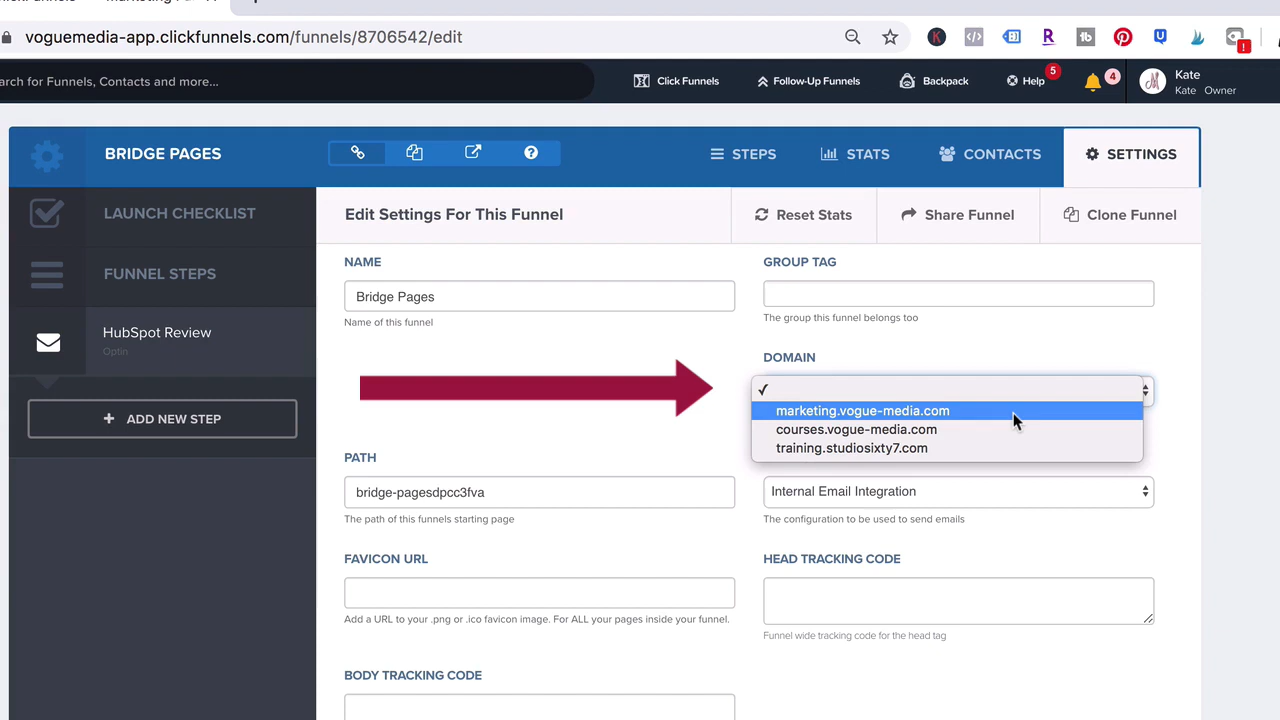 voguemedia-app.clickfunnels.com/funnels/8706542/edit
arch for Funnels, Contacts and more...
Click Funnels
Follow-Up Funnels
Backpack
Help
5
4
Kate
Kate Owner
BRIDGE PAGES
STEPS
STATS
CONTACTS
SETTINGS
LAUNCH CHECKLIST
FUNNEL STEPS
HubSpot Review
Optin
+ ADD NEW STEP
Edit Settings For This Funnel
Reset Stats
Share Funnel
Clone Funnel
NAME
Bridge Pages
Name of this funnel
GROUP TAG
The group this funnel belongs too
DOMAIN
✓
marketing.vogue-media.com
courses.vogue-media.com
training.studiosixty7.com
PATH
bridge-pagesdpcc3fva
The path of this funnels starting page
Internal Email Integration
The configuration to be used to send emails
FAVICON URL
Add a URL to your .png or .ico favicon image. For ALL your pages inside your funnel.
HEAD TRACKING CODE
Funnel wide tracking code for the head tag
BODY TRACKING CODE